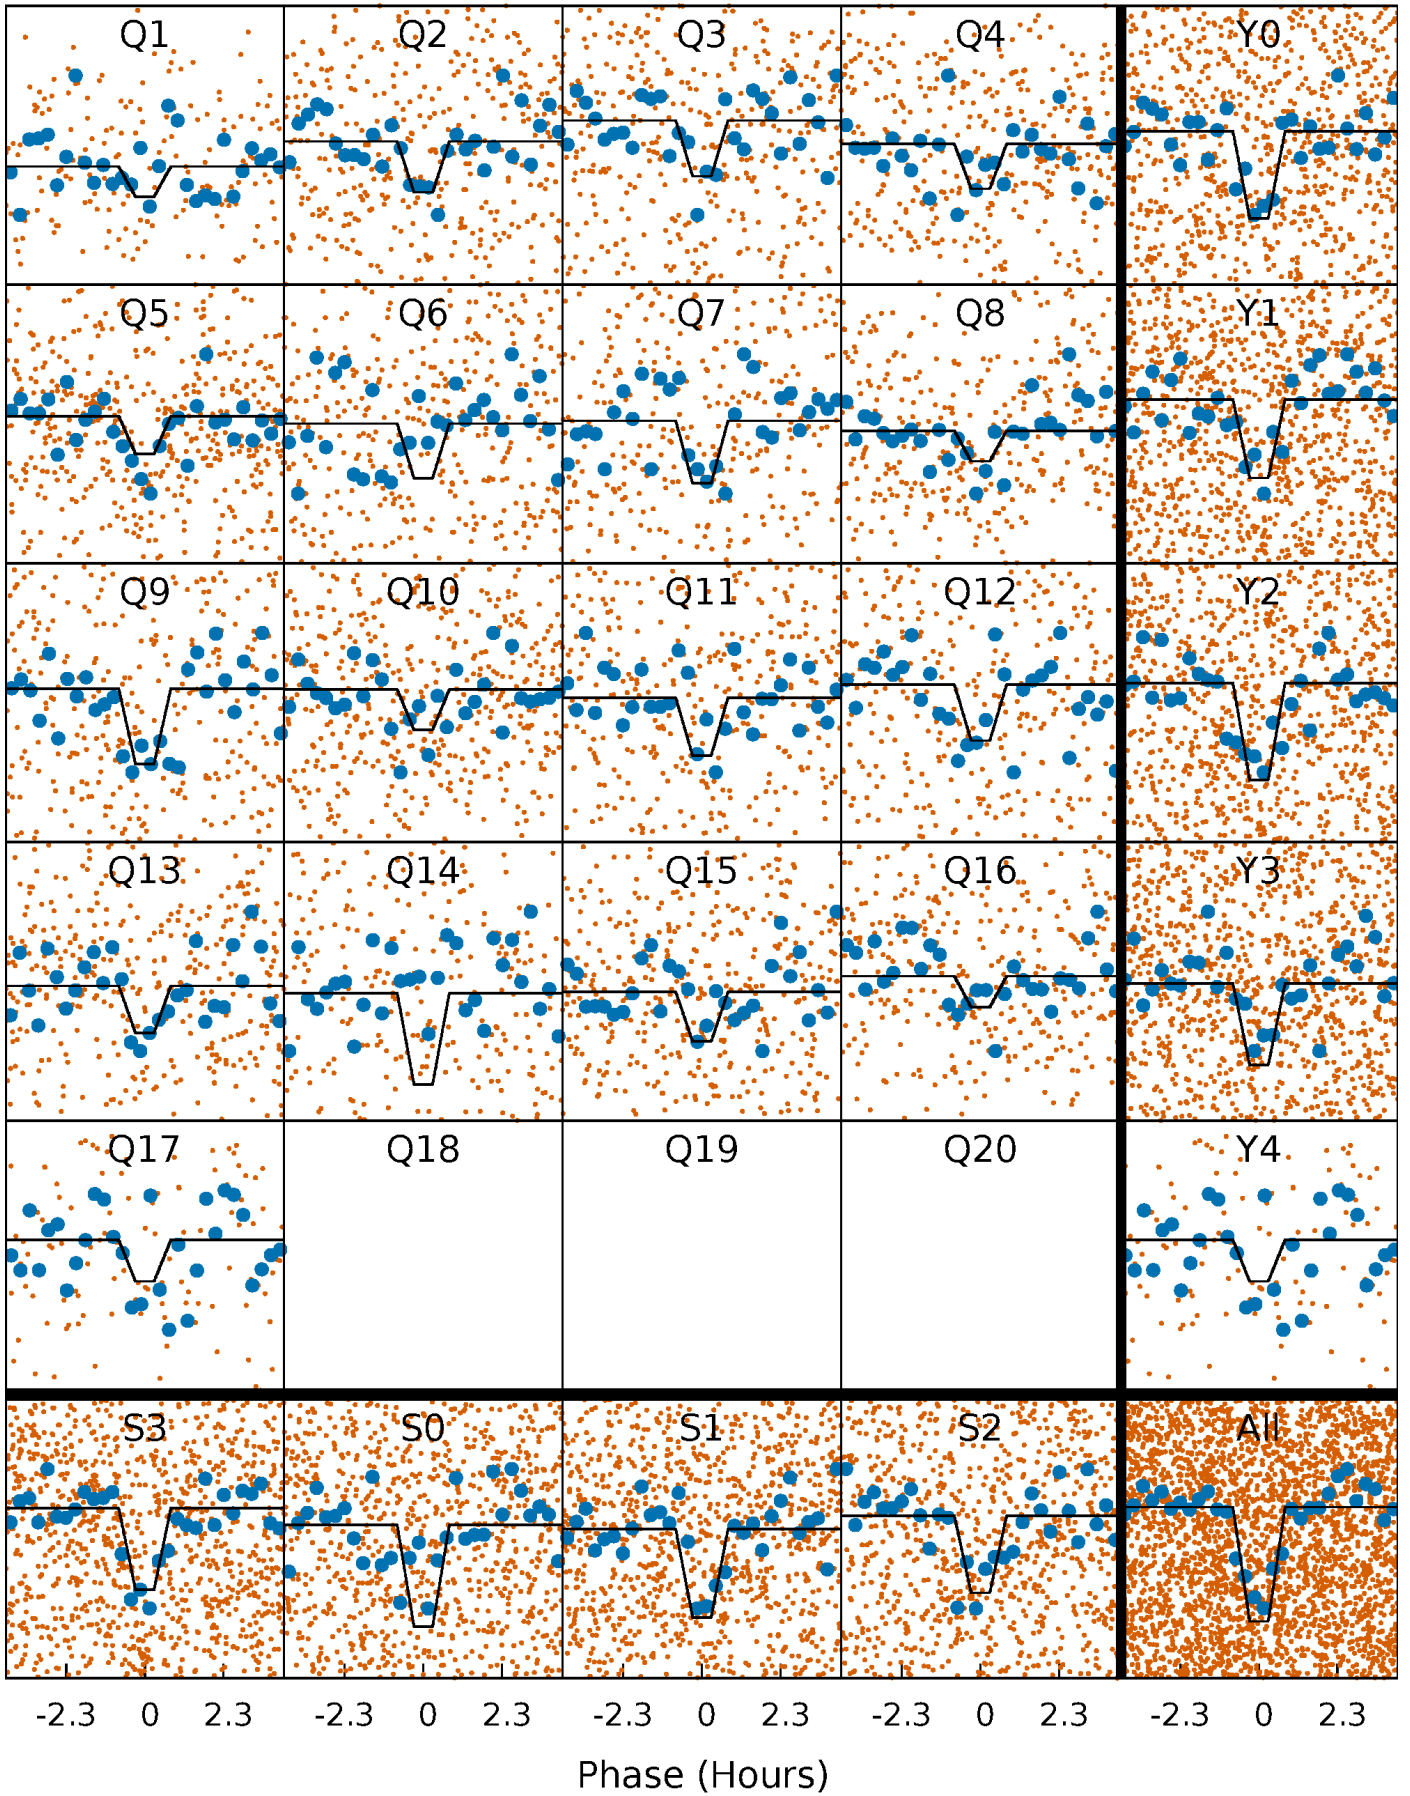 Q1 Q2 Q3 Q4 Y0
Q5 Q6 Q7 Q8 Y1
Q9 Q10 Q11 Q12 Y2
Q13 Q14 Q15 Q16 Y3
Q17 Q18 Q19 Q20 Y4
S3 S0 S1 S2 All
-2.3 0 2.3 -2.3 0 2.3 -2.3 0 2.3 -2.3 0 2.3 -2.3 0 2.3
Phase (Hours)